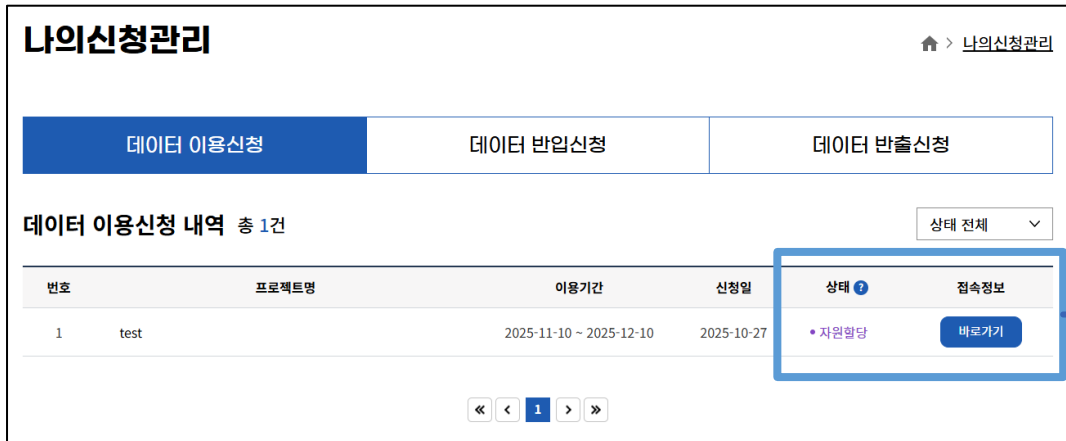 나의신청관리
> 나의신청관리
데이터 이용신청 데이터 반입신청 데이터 반출신청
데이터 이용신청 내역 총 1건 상태 전체
번호 프로젝트명 이용기간 신청일 상태 ? 접속정보
1 test 2025-11-10 ~ 2025-12-10 2025-10-27 • 자원할당 바로가기
« ‹ 1 › »